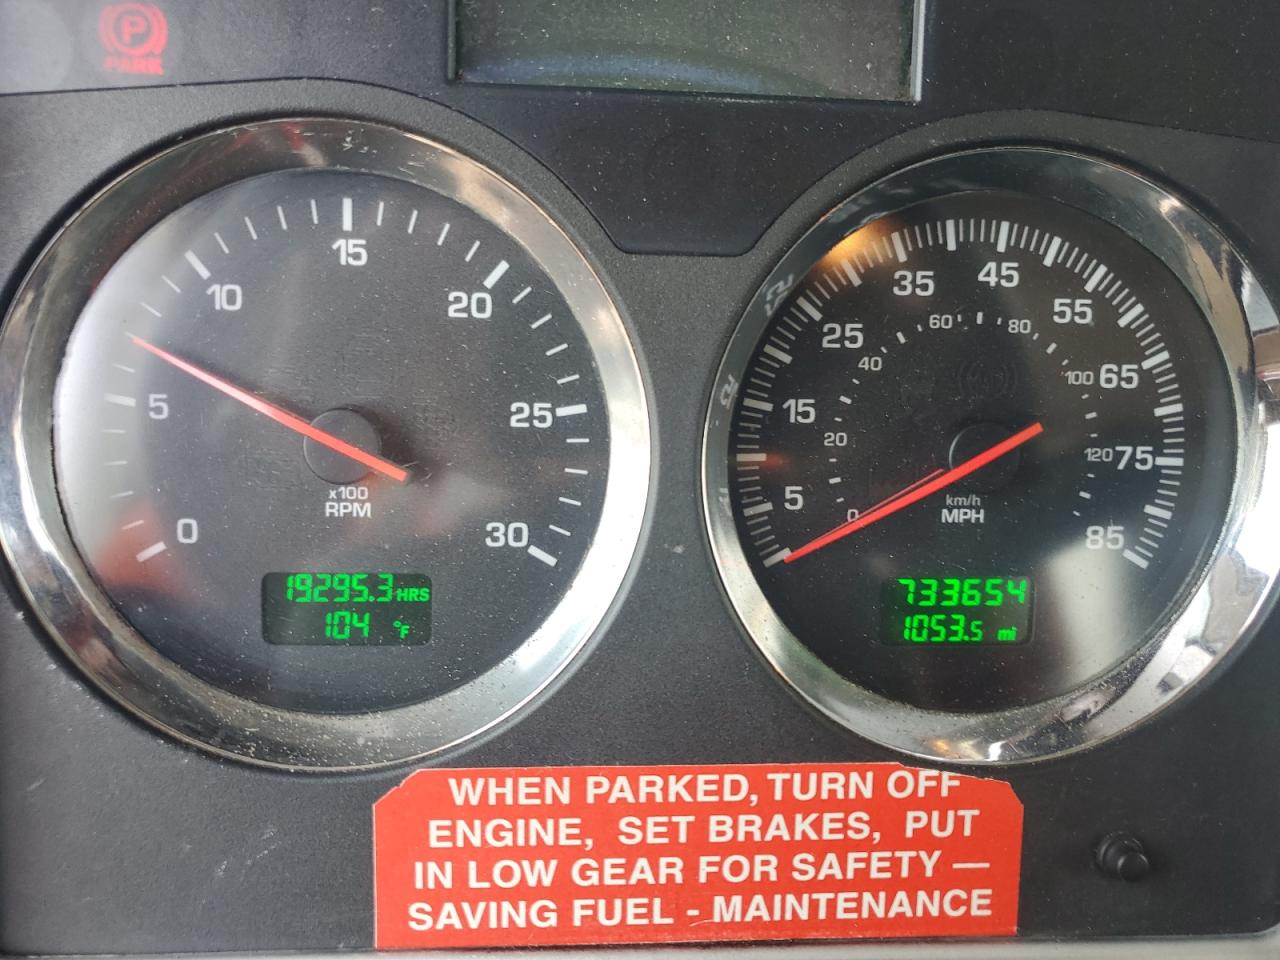 P
PARK
0
5
10
15
20
25
30
x100
RPM
19295.3 HRS
104 °F
5
15
25
35
45
55
65
75
85
0
20
40
60
80
100
120
km/h
MPH
733654
1053.5 mi
WHEN PARKED, TURN OFF
ENGINE, SET BRAKES, PUT
IN LOW GEAR FOR SAFETY —
SAVING FUEL - MAINTENANCE